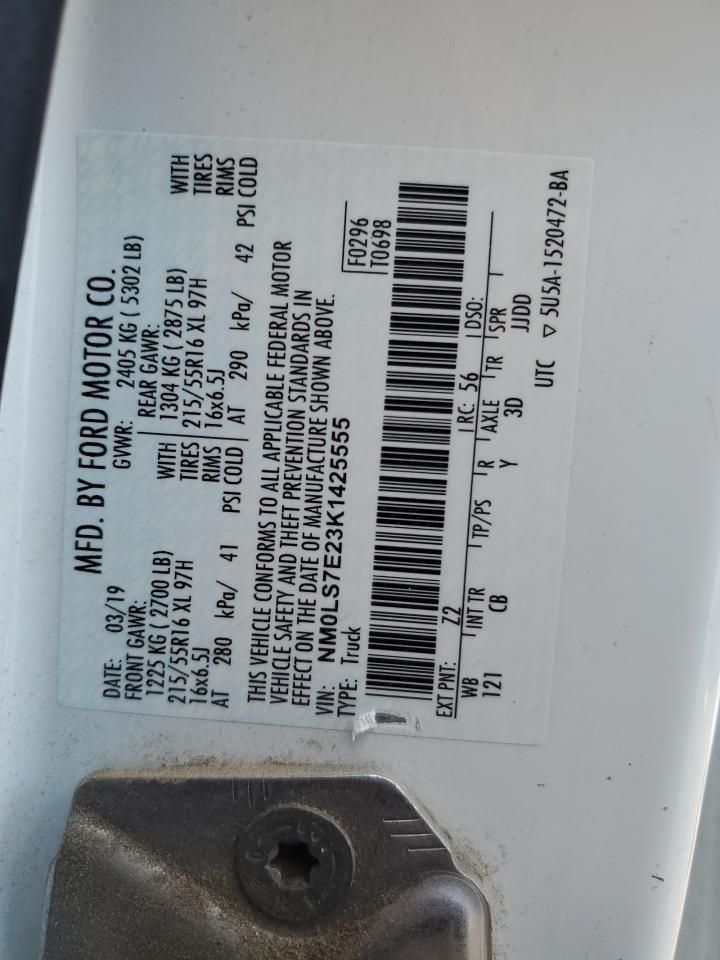 MFD. BY FORD MOTOR CO.
DATE: 03/19 GVWR: 2405 KG ( 5302 LB)
FRONT GAWR: REAR GAWR:
1225 KG (2700 LB) WITH 1304 KG ( 2875 LB) WITH
215/55R16 XL 97H TIRES 215/55R16 XL 97H TIRES
16x6.5J RIMS 16x6.5J RIMS
AT 280 kPa/ 41 PSI COLD AT 290 kPa/ 42 PSI COLD
THIS VEHICLE CONFORMS TO ALL APPLICABLE FEDERAL MOTOR
VEHICLE SAFETY AND THEFT PREVENTION STANDARDS IN
EFFECT ON THE DATE OF MANUFACTURE SHOWN ABOVE.
VIN: NM0LS7E23K1425555 F0296
TYPE: Truck T0698
EXT PNT: Z2 RC: 56 DSO:
WB INT TR TP/PS R AXLE TR SPR
121 CB Y 3D JJDD
UTC ▽ 5U5A-1520472-BA